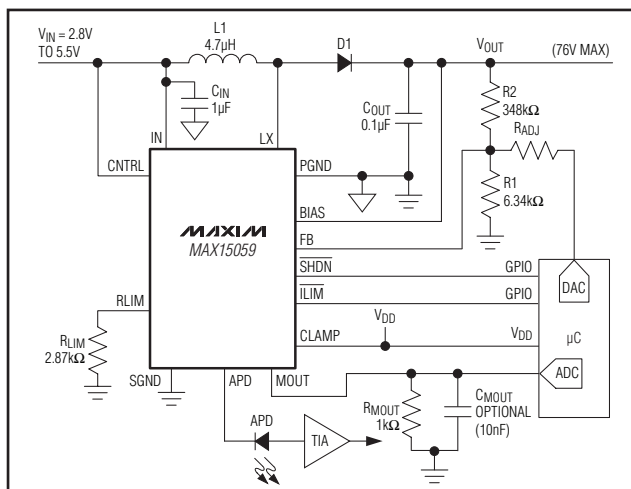 VIN = 2.8V
TO 5.5V
L1
4.7µH
D1
VOUT
(76V MAX)
CIN
1µF
COUT
0.1µF
R2
348kΩ
RADJ
R1
6.34kΩ
IN
LX
CNTRL
PGND
BIAS
FB
MAXIM
MAX15059
SHDN
GPIO
ILIM
GPIO
DAC
µC
RLIM
CLAMP
VDD
VDD
RLIM
2.87kΩ
ADC
SGND
APD
MOUT
RMOUT
1kΩ
CMOUT
OPTIONAL
(10nF)
APD
TIA